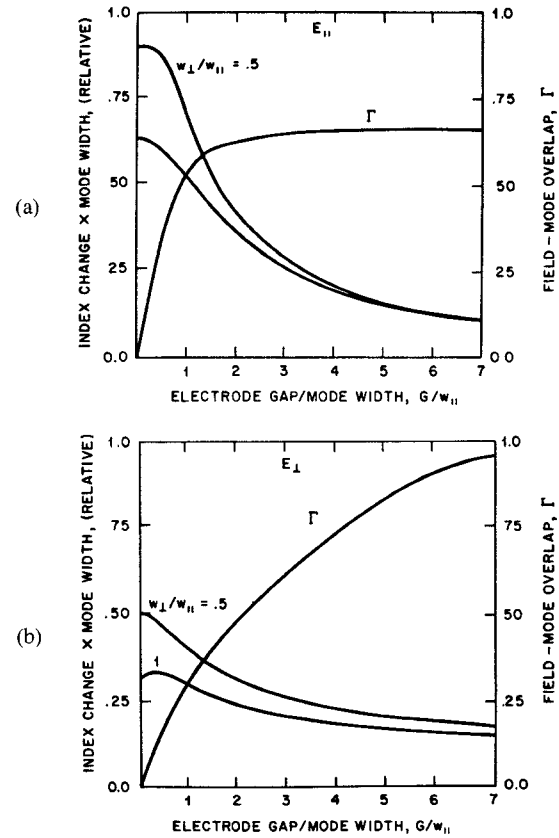 (a)
E∥
w⊥/w∥ = .5
Γ
INDEX CHANGE X MODE WIDTH, (RELATIVE)
1.0
.75
.50
.25
0.0
FIELD-MODE OVERLAP, Γ
1.0
.75
.50
.25
0.0
1 2 3 4 5 6 7
ELECTRODE GAP/MODE WIDTH, G/w∥
(b)
E⊥
Γ
w⊥/w∥ = .5
1
INDEX CHANGE X MODE WIDTH, (RELATIVE)
1.0
.75
.50
.25
0.0
FIELD-MODE OVERLAP, Γ
1.0
.75
.50
.25
0.0
1 2 3 4 5 6 7
ELECTRODE GAP/MODE WIDTH, G/w∥